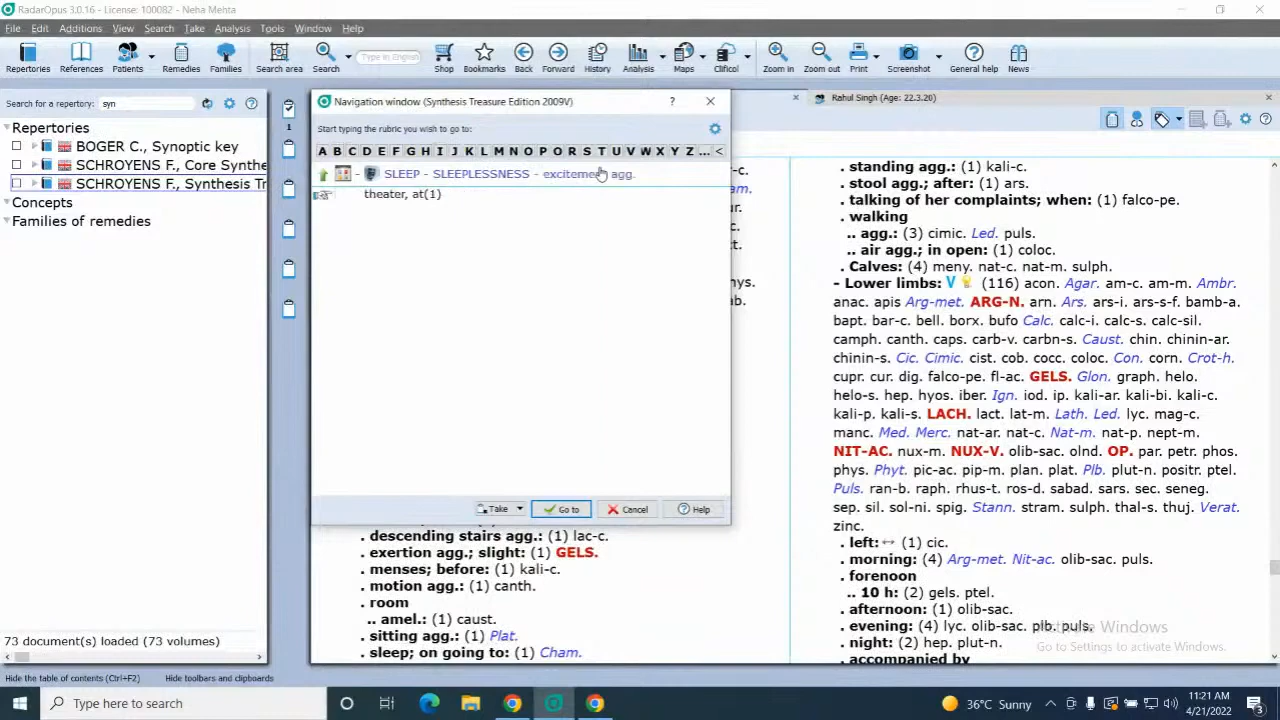 RadarOpus 3.0.16 - License: 100082 - Neha Mehta
File Edit Additions View Search Take Analysis Tools Window Help
Repertories References Patients Remedies Families Search area Search Type in English Shop Bookmarks Back Forward History Analysis Maps Clificol Zoom in Zoom out Print Screenshot General help News
Search for a repertory: syn
Repertories
BOGER C., Synoptic key
SCHROYENS F., Core Synthe
SCHROYENS F., Synthesis Tr
Concepts
Families of remedies
73 document(s) loaded (73 volumes)
1
Navigation window (Synthesis Treasure Edition 2009V)
Start typing the rubric you wish to go to:
A B C D E F G H I J K L M N O P Q R S T U V W X Y Z ... <
- SLEEP - SLEEPLESSNESS - excitement agg.
theater, at(1)
Take Go to Cancel Help
am.
ur.
c.
t.
nys.
ab.
. descending stairs agg.: (1) lac-c.
. exertion agg.; slight: (1) GELS.
. menses; before: (1) kali-c.
. motion agg.: (1) canth.
. room
.. amel.: (1) caust.
. sitting agg.: (1) Plat.
. sleep; on going to: (1) Cham.
Rahul Singh (Age: 22.3.20)
. standing agg.: (1) kali-c.
. stool agg.; after: (1) ars.
. talking of her complaints; when: (1) falco-pe.
. walking
.. agg.: (3) cimic. Led. puls.
.. air agg.; in open: (1) coloc.
. Calves: (4) meny. nat-c. nat-m. sulph.
- Lower limbs: V (116) acon. Agar. am-c. am-m. Ambr.
anac. apis Arg-met. ARG-N. arn. Ars. ars-i. ars-s-f. bamb-a.
bapt. bar-c. bell. borx. bufo Calc. calc-i. calc-s. calc-sil.
camph. canth. caps. carb-v. carbn-s. Caust. chin. chinin-ar.
chinin-s. Cic. Cimic. cist. cob. cocc. coloc. Con. corn. Crot-h.
cupr. cur. dig. falco-pe. fl-ac. GELS. Glon. graph. helo.
helo-s. hep. hyos. iber. Ign. iod. ip. kali-ar. kali-bi. kali-c.
kali-p. kali-s. LACH. lact. lat-m. Lath. Led. lyc. mag-c.
manc. Med. Merc. nat-ar. nat-c. Nat-m. nat-p. nept-m.
NIT-AC. nux-m. NUX-V. olib-sac. olnd. OP. par. petr. phos.
phys. Phyt. pic-ac. pip-m. plan. plat. Plb. plut-n. positr. ptel.
Puls. ran-b. raph. rhus-t. ros-d. sabad. sars. sec. seneg.
sep. sil. sol-ni. spig. Stann. stram. sulph. thal-s. thuj. Verat.
zinc.
. left: (1) cic.
. morning: (4) Arg-met. Nit-ac. olib-sac. puls.
. forenoon
.. 10 h: (2) gels. ptel.
. afternoon: (1) olib-sac.
. evening: (4) lyc. olib-sac. plb. puls.
. night: (2) hep. plut-n.
. accompanied by
Activate Windows
Go to Settings to activate Windows.
Hide the table of contents (Ctrl+F2) Hide toolbars and clipboards
Type here to search
36°C Sunny
11:21 AM
4/21/2022
3